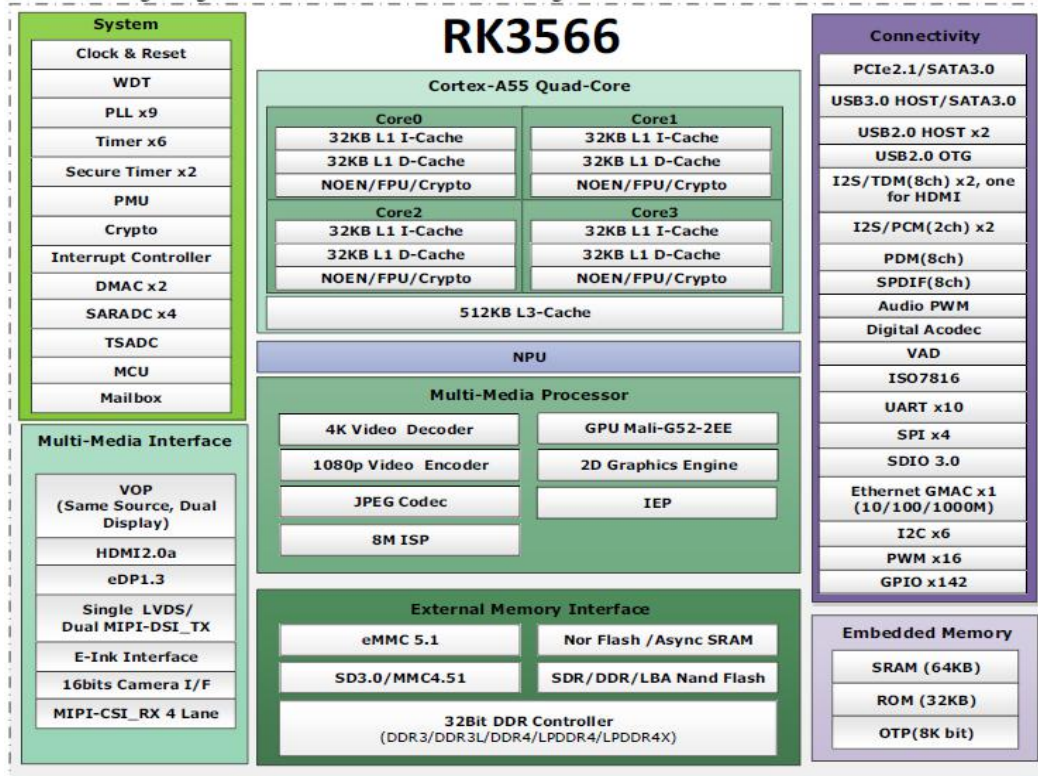 RK3566
System
Clock & Reset
WDT
PLL x9
Timer x6
Secure Timer x2
PMU
Crypto
Interrupt Controller
DMAC x2
SARADC x4
TSADC
MCU
Mailbox
Multi-Media Interface
VOP
(Same Source, Dual
Display)
HDMI2.0a
eDP1.3
Single LVDS/
Dual MIPI-DSI_TX
E-Ink Interface
16bits Camera I/F
MIPI-CSI_RX 4 Lane
Cortex-A55 Quad-Core
Core0
32KB L1 I-Cache
32KB L1 D-Cache
NOEN/FPU/Crypto
Core1
32KB L1 I-Cache
32KB L1 D-Cache
NOEN/FPU/Crypto
Core2
32KB L1 I-Cache
32KB L1 D-Cache
NOEN/FPU/Crypto
Core3
32KB L1 I-Cache
32KB L1 D-Cache
NOEN/FPU/Crypto
512KB L3-Cache
NPU
Multi-Media Processor
4K Video Decoder
1080p Video Encoder
JPEG Codec
8M ISP
GPU Mali-G52-2EE
2D Graphics Engine
IEP
External Memory Interface
eMMC 5.1
Nor Flash /Async SRAM
SD3.0/MMC4.51
SDR/DDR/LBA Nand Flash
32Bit DDR Controller
(DDR3/DDR3L/DDR4/LPDDR4/LPDDR4X)
Connectivity
PCIe2.1/SATA3.0
USB3.0 HOST/SATA3.0
USB2.0 HOST x2
USB2.0 OTG
I2S/TDM(8ch) x2, one
for HDMI
I2S/PCM(2ch) x2
PDM(8ch)
SPDIF(8ch)
Audio PWM
Digital Acodec
VAD
ISO7816
UART x10
SPI x4
SDIO 3.0
Ethernet GMAC x1
(10/100/1000M)
I2C x6
PWM x16
GPIO x142
Embedded Memory
SRAM (64KB)
ROM (32KB)
OTP(8K bit)